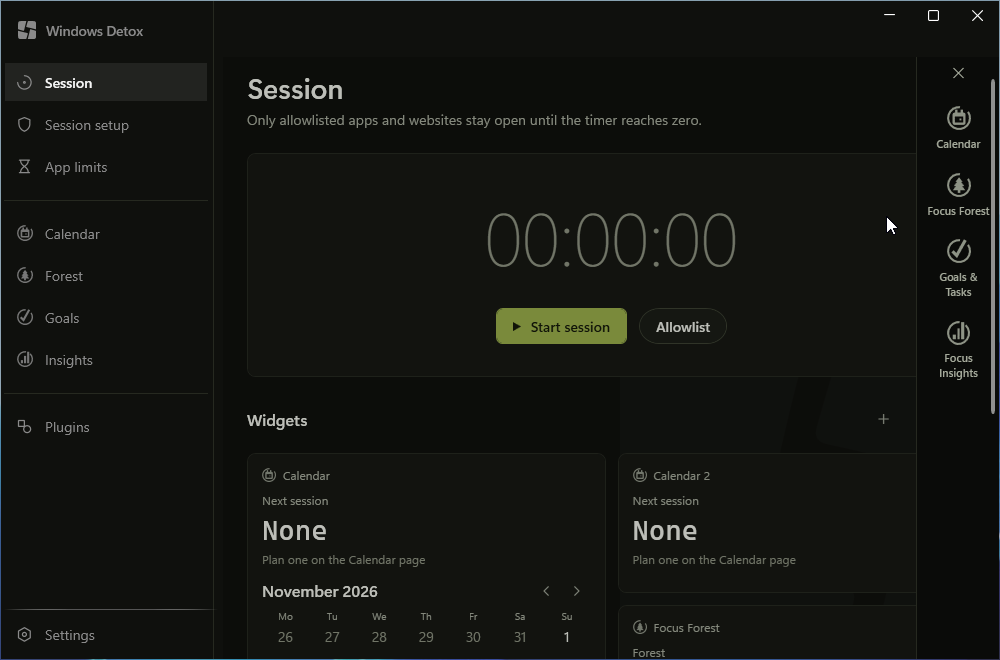 Windows Detox
Session
Session setup
App limits
Calendar
Forest
Goals
Insights
Plugins
Settings
Session
Only allowlisted apps and websites stay open until the timer reaches zero.
00:00:00
Start session
Allowlist
Widgets
Calendar
Next session
None
Plan one on the Calendar page
November 2026
Mo Tu We Th Fr Sa Su
26 27 28 29 30 31 1
Calendar 2
Next session
None
Plan one on the Calendar page
Focus Forest
Forest
Calendar
Focus Forest
Goals &
Tasks
Focus
Insights